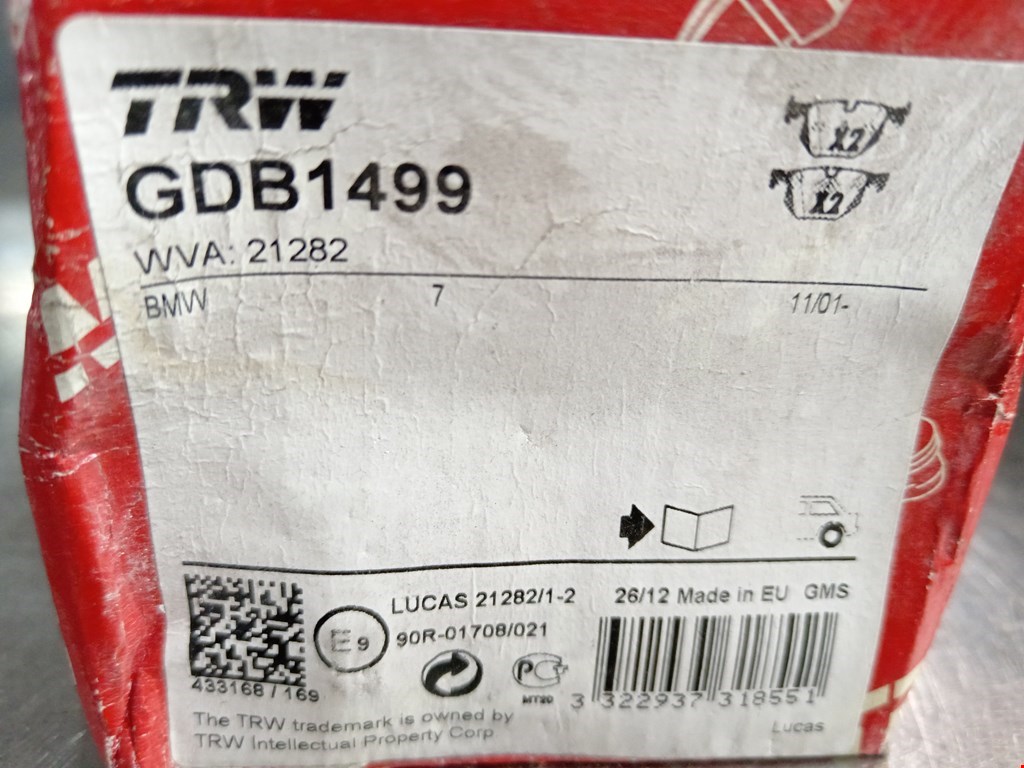 TRW
GDB1499
X2
X2
WVA: 21282
BMW 7 11/01-
LUCAS 21282/1-2 26/12 Made in EU GMS
E9 90R-01708/021
433168 / 169
3 322937 318551
The TRW trademark is owned by
TRW Intellectual Property Corp
Lucas